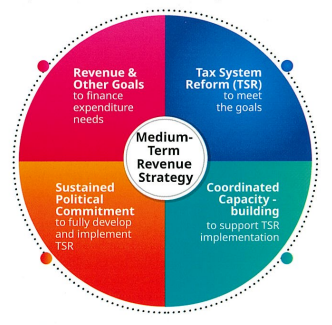 Revenue &
Other Goals
to finance
expenditure
needs
Tax System
Reform (TSR)
to meet
the goals
Medium-
Term
Revenue
Strategy
Sustained
Political
Commitment
to fully develop
and implement
TSR
Coordinated
Capacity -
building
to support TSR
implementation